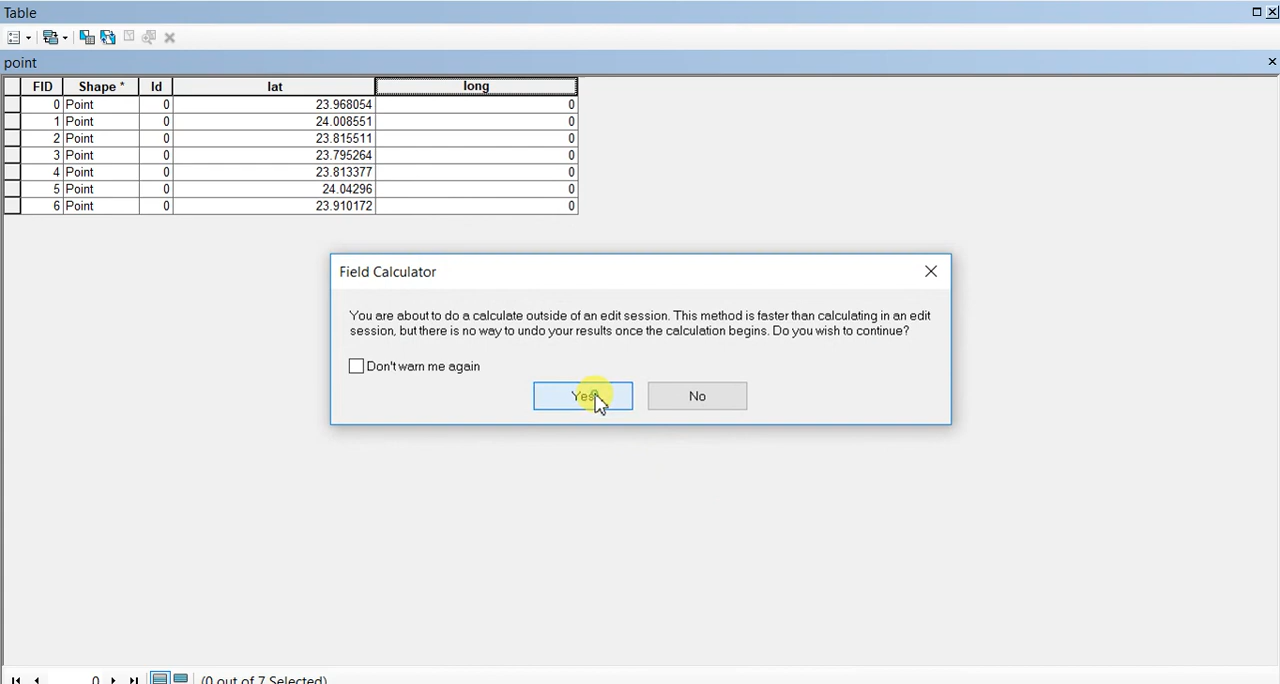 Table
point
FID Shape * Id lat long
0 Point 0 23.968054 0
1 Point 0 24.008551 0
2 Point 0 23.815511 0
3 Point 0 23.795264 0
4 Point 0 23.813377 0
5 Point 0 24.04296 0
6 Point 0 23.910172 0
Field Calculator
You are about to do a calculate outside of an edit session. This method is faster than calculating in an edit
session, but there is no way to undo your results once the calculation begins. Do you wish to continue?
Don't warn me again
Yes No
0 (0 out of 7 Selected)